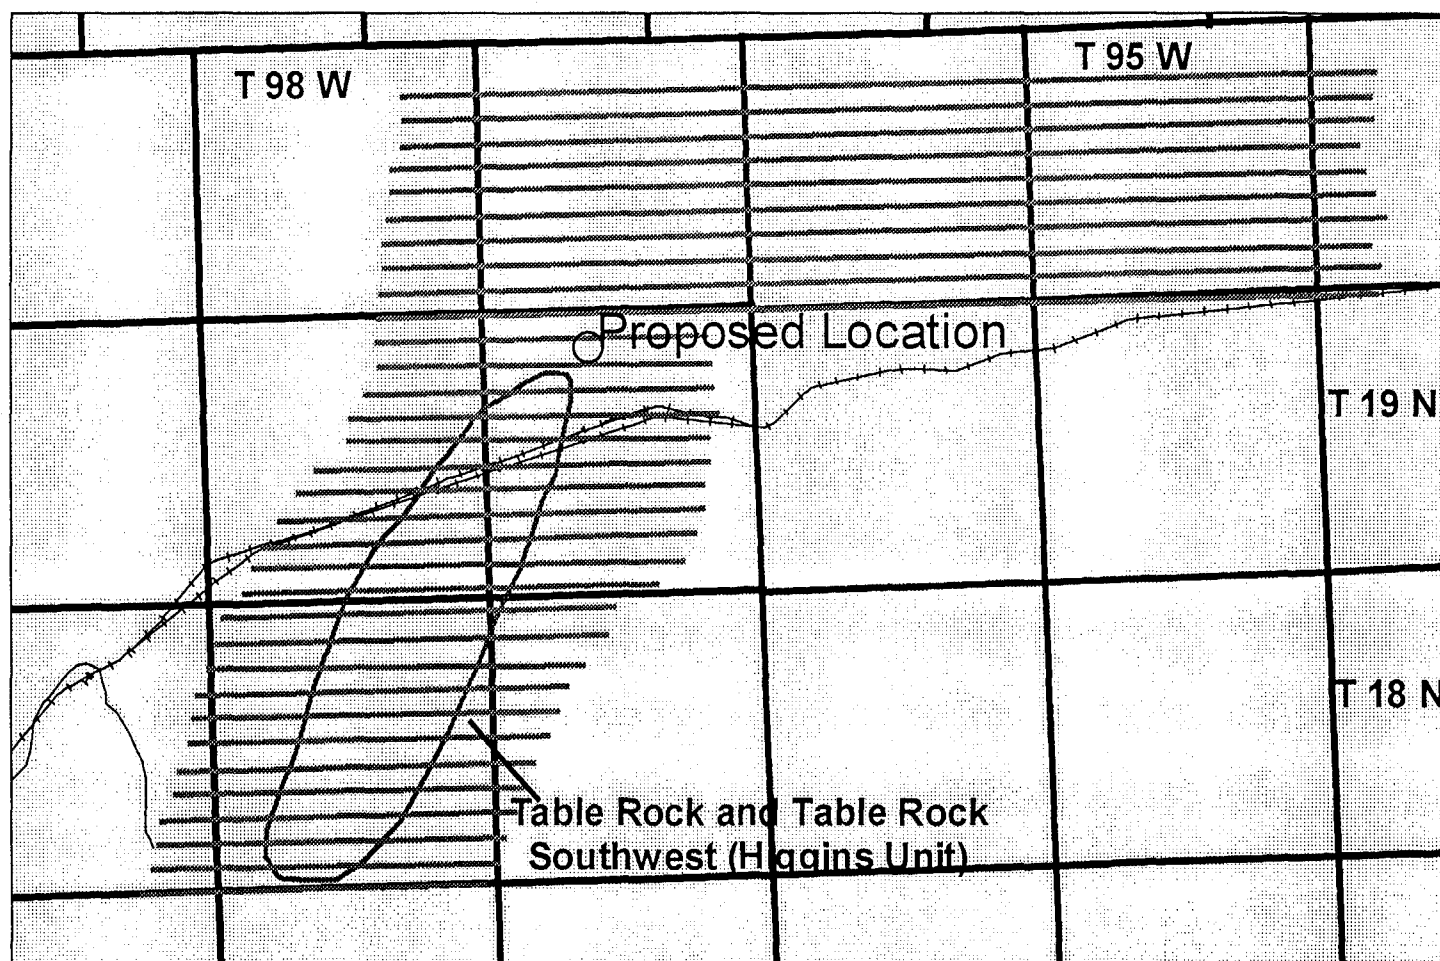 T 95 W
T 98 W
Proposed Location
T 19 N
T 18 N
Table Rock and Table Rock
Southwest (Higgins Unit)